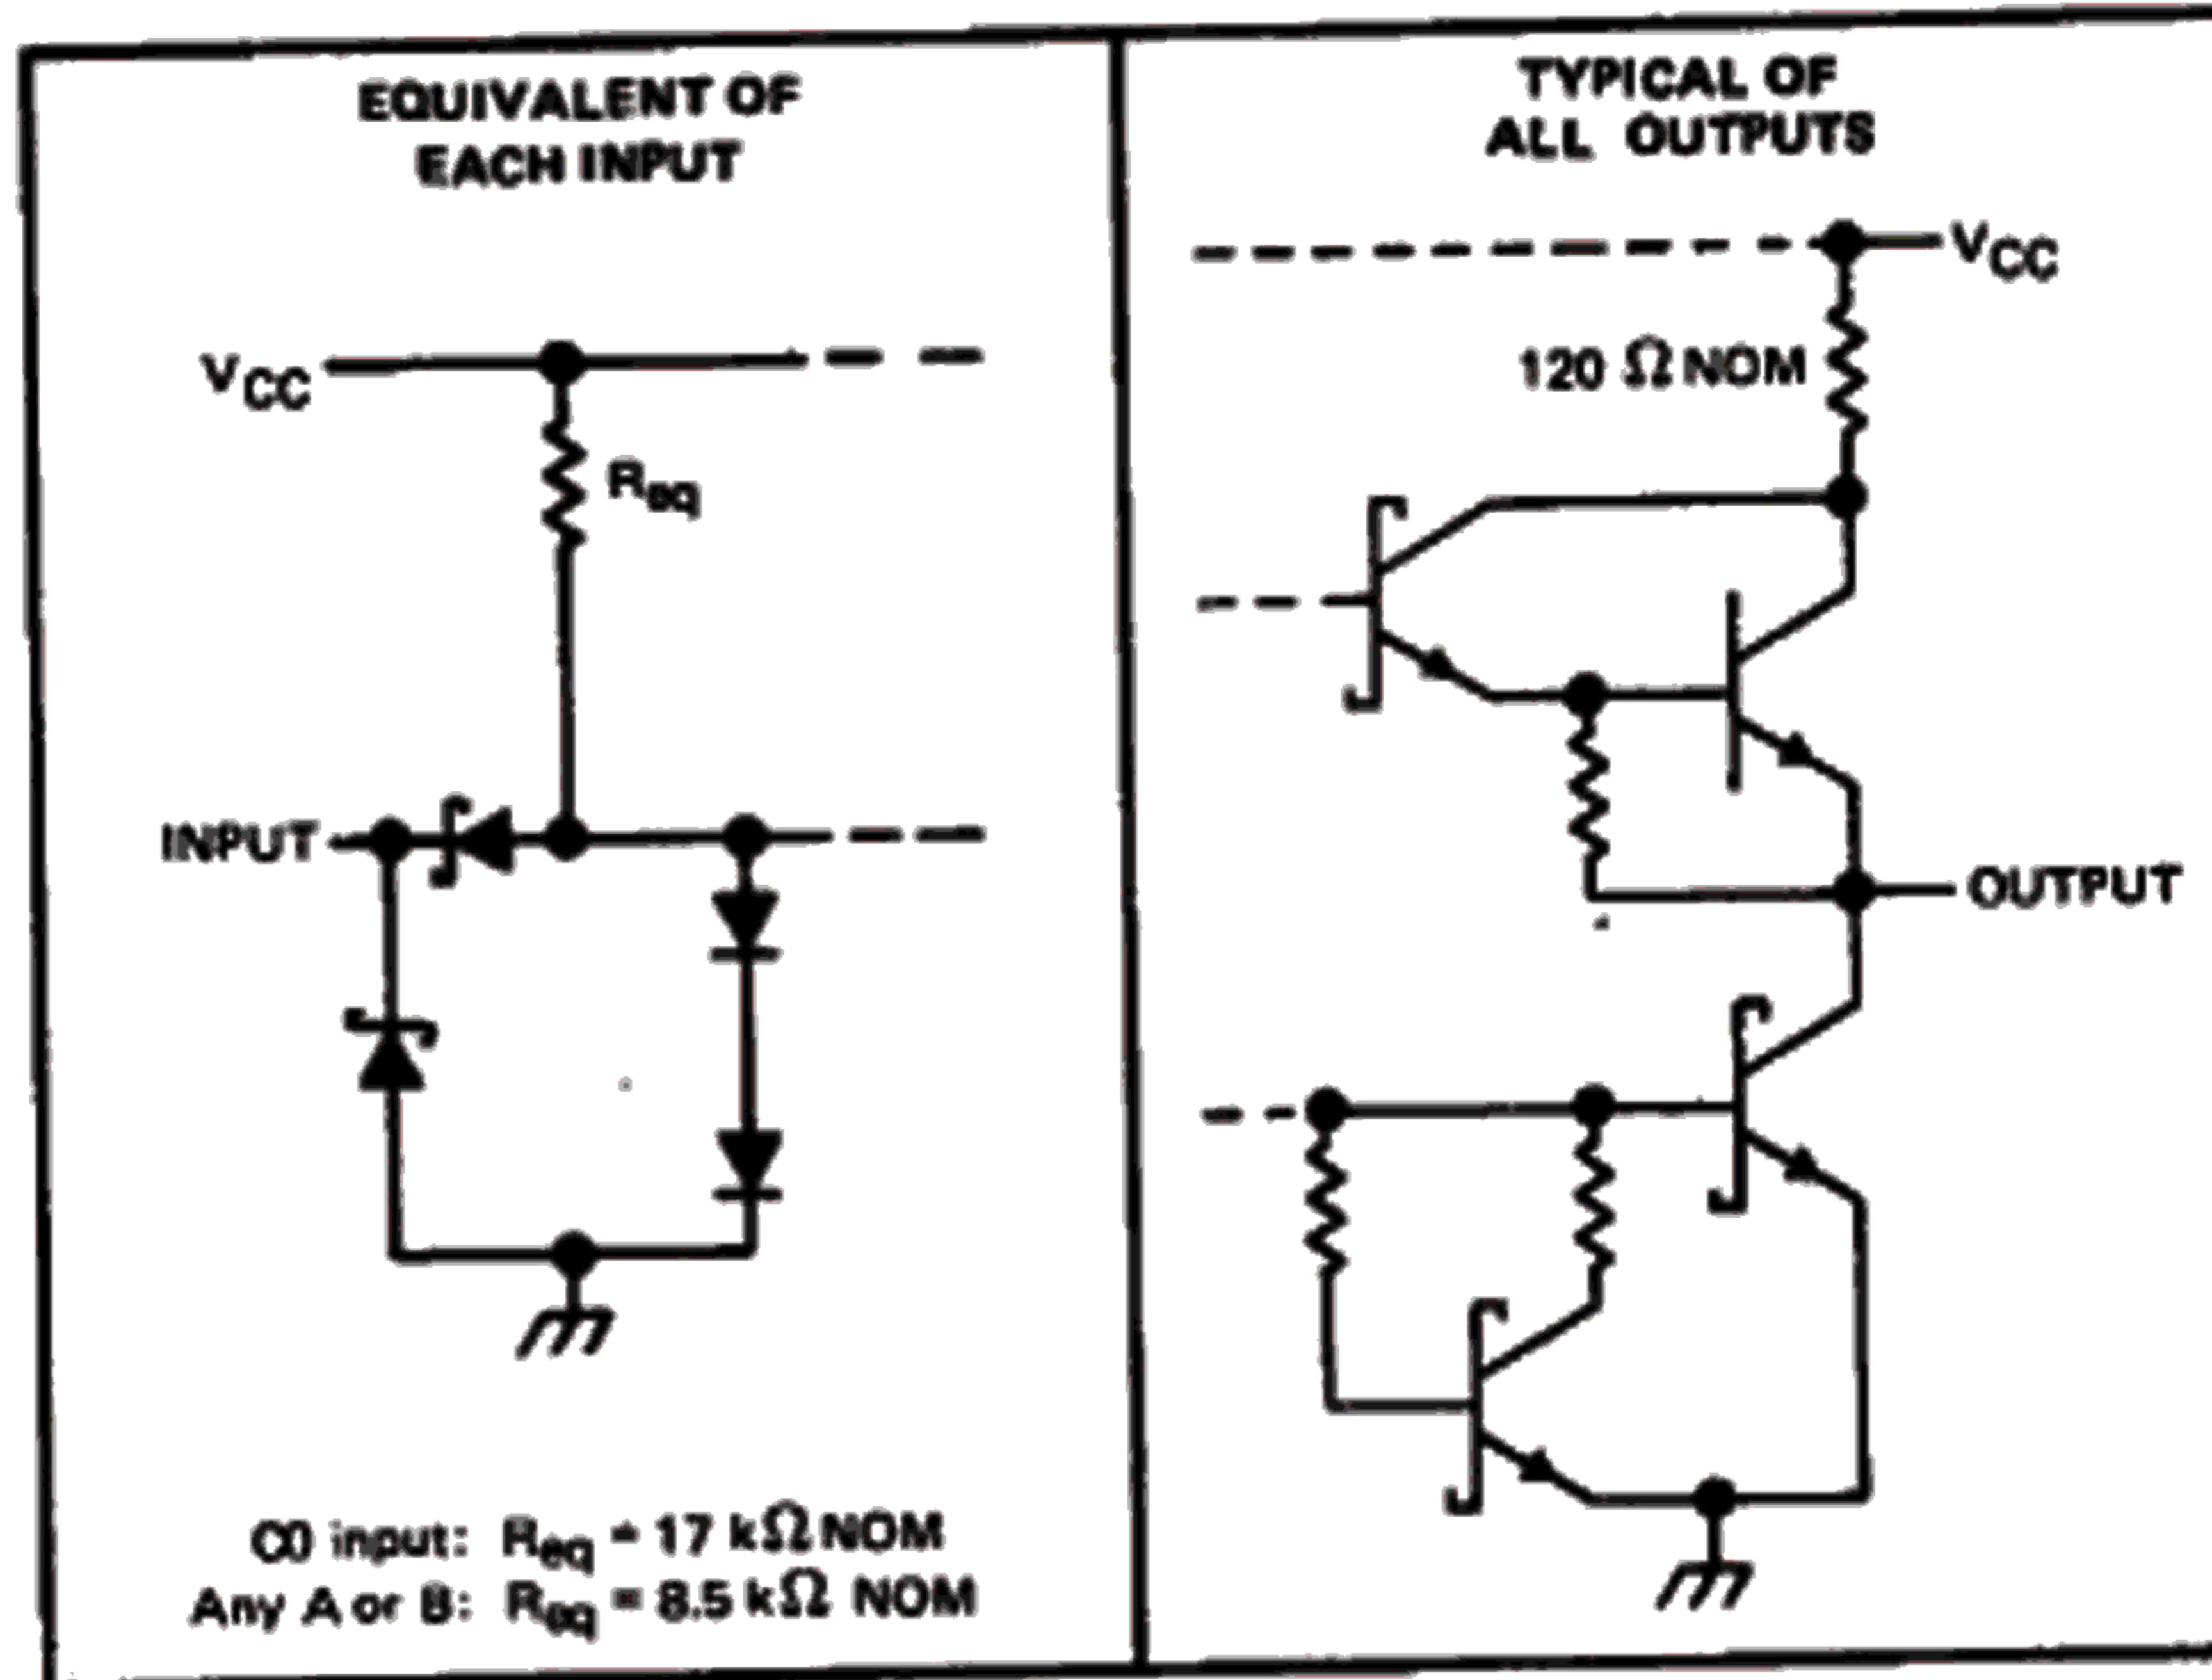 EQUIVALENT OF
EACH INPUT
VCC
Req
INPUT
C0 input: Req = 17 kΩ NOM
Any A or B: Req = 8.5 kΩ NOM
TYPICAL OF
ALL OUTPUTS
VCC
120 Ω NOM
OUTPUT